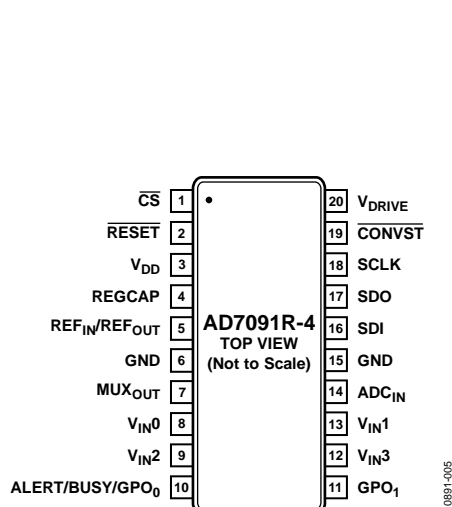 CS 1
RESET 2
VDD 3
REGCAP 4
REFIN/REFOUT 5
GND 6
MUXOUT 7
VIN0 8
VIN2 9
ALERT/BUSY/GPO0 10
AD7091R-4
TOP VIEW
(Not to Scale)
20 VDRIVE
19 CONVST
18 SCLK
17 SDO
16 SDI
15 GND
14 ADCIN
13 VIN1
12 VIN3
11 GPO1
0891-005